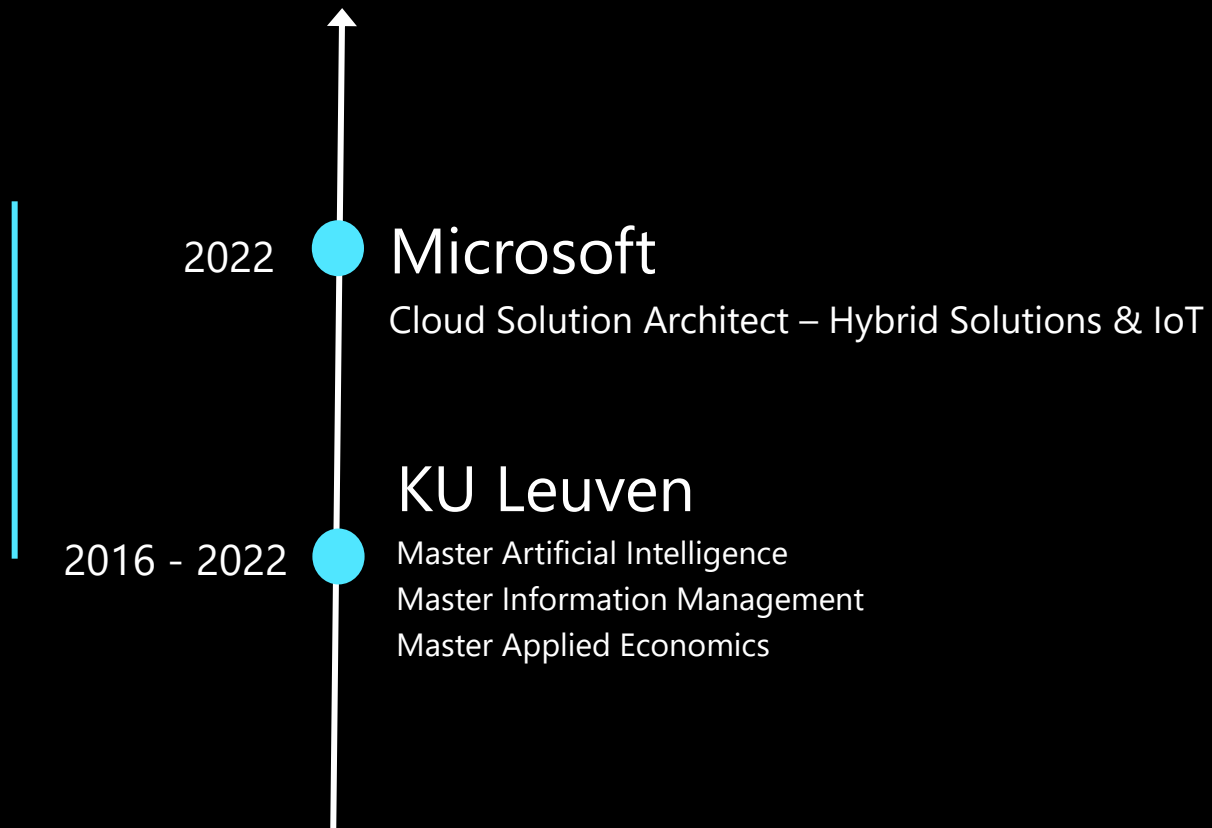 2022
Microsoft
Cloud Solution Architect – Hybrid Solutions & IoT
KU Leuven
2016 - 2022
Master Artificial Intelligence
Master Information Management
Master Applied Economics